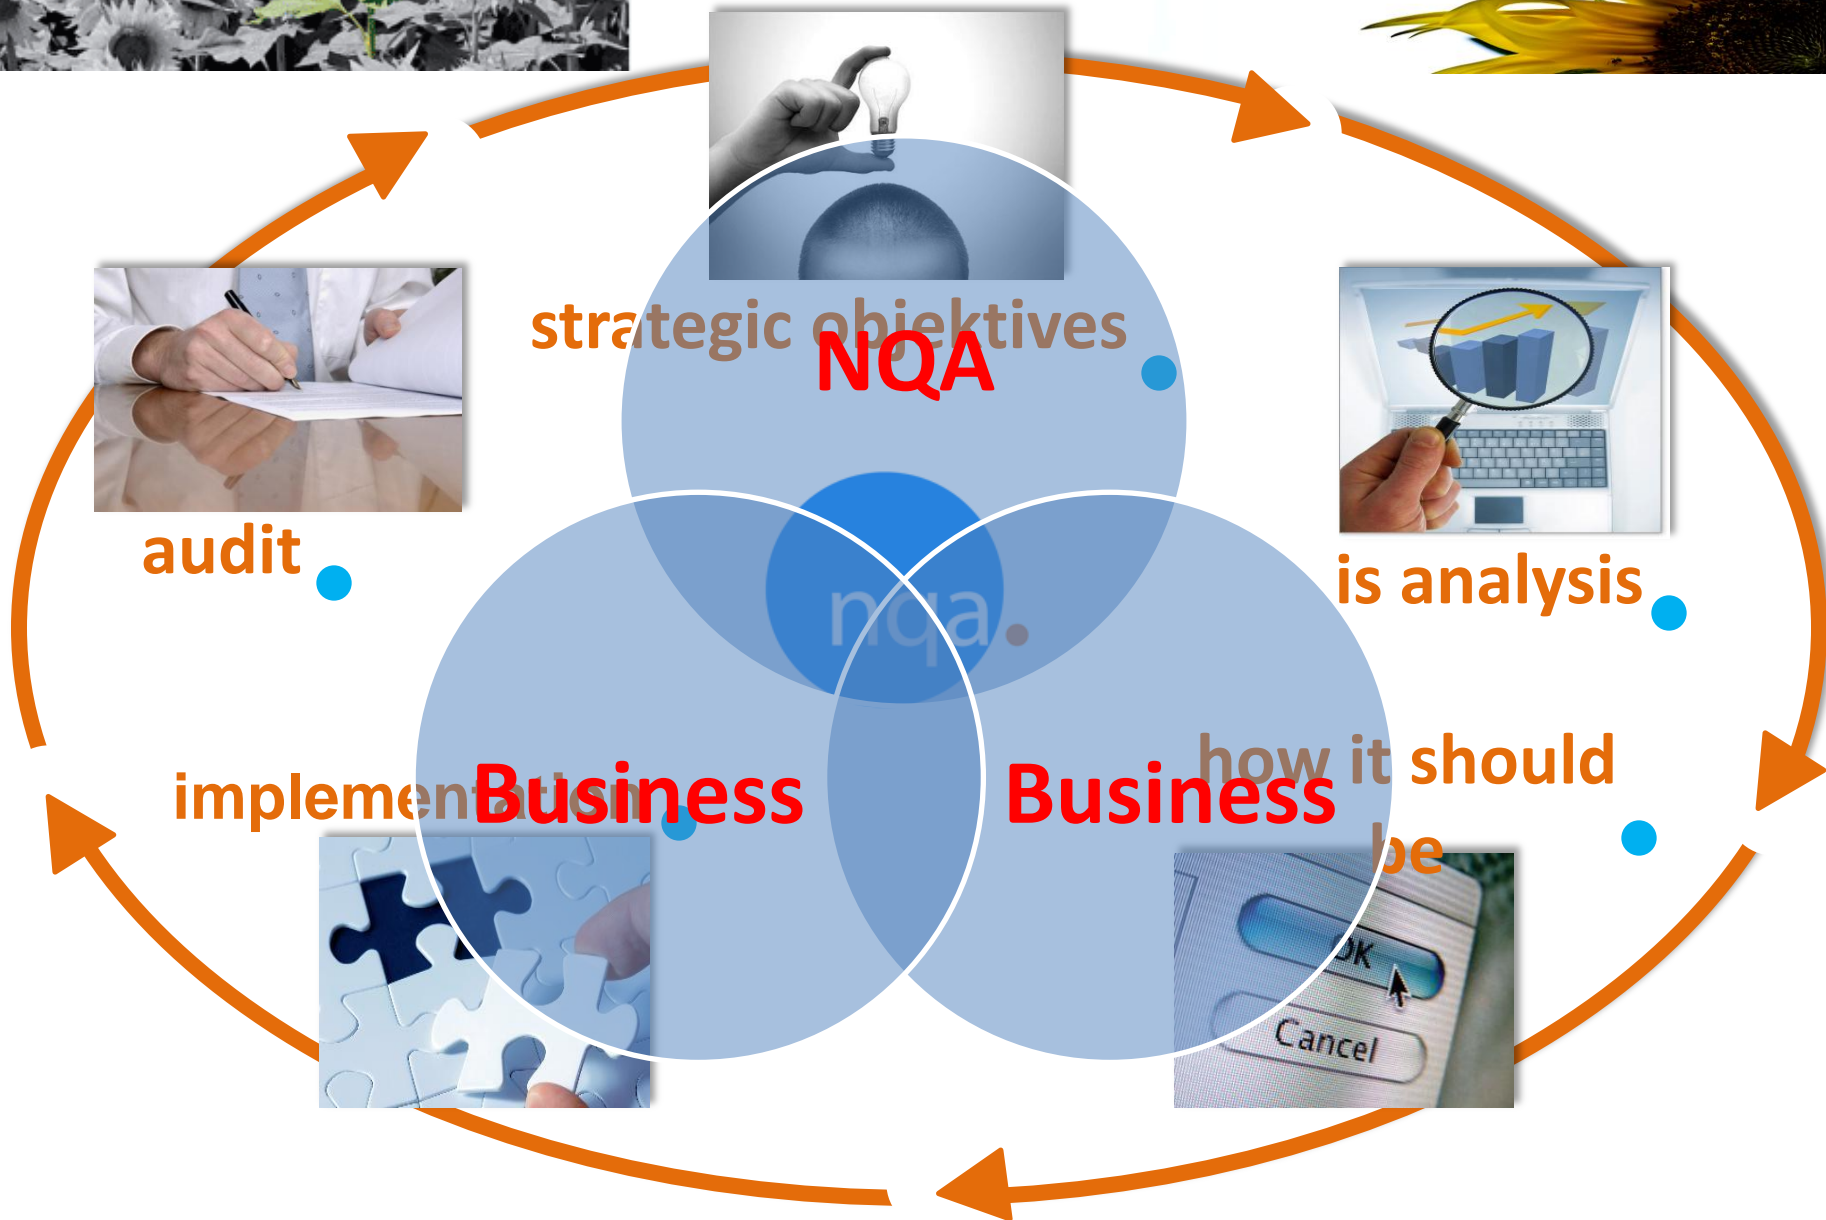 strategic objektives
NQA
audit
is analysis
nqa.
implementation
Business
Business
how it should
be
OK
Cancel